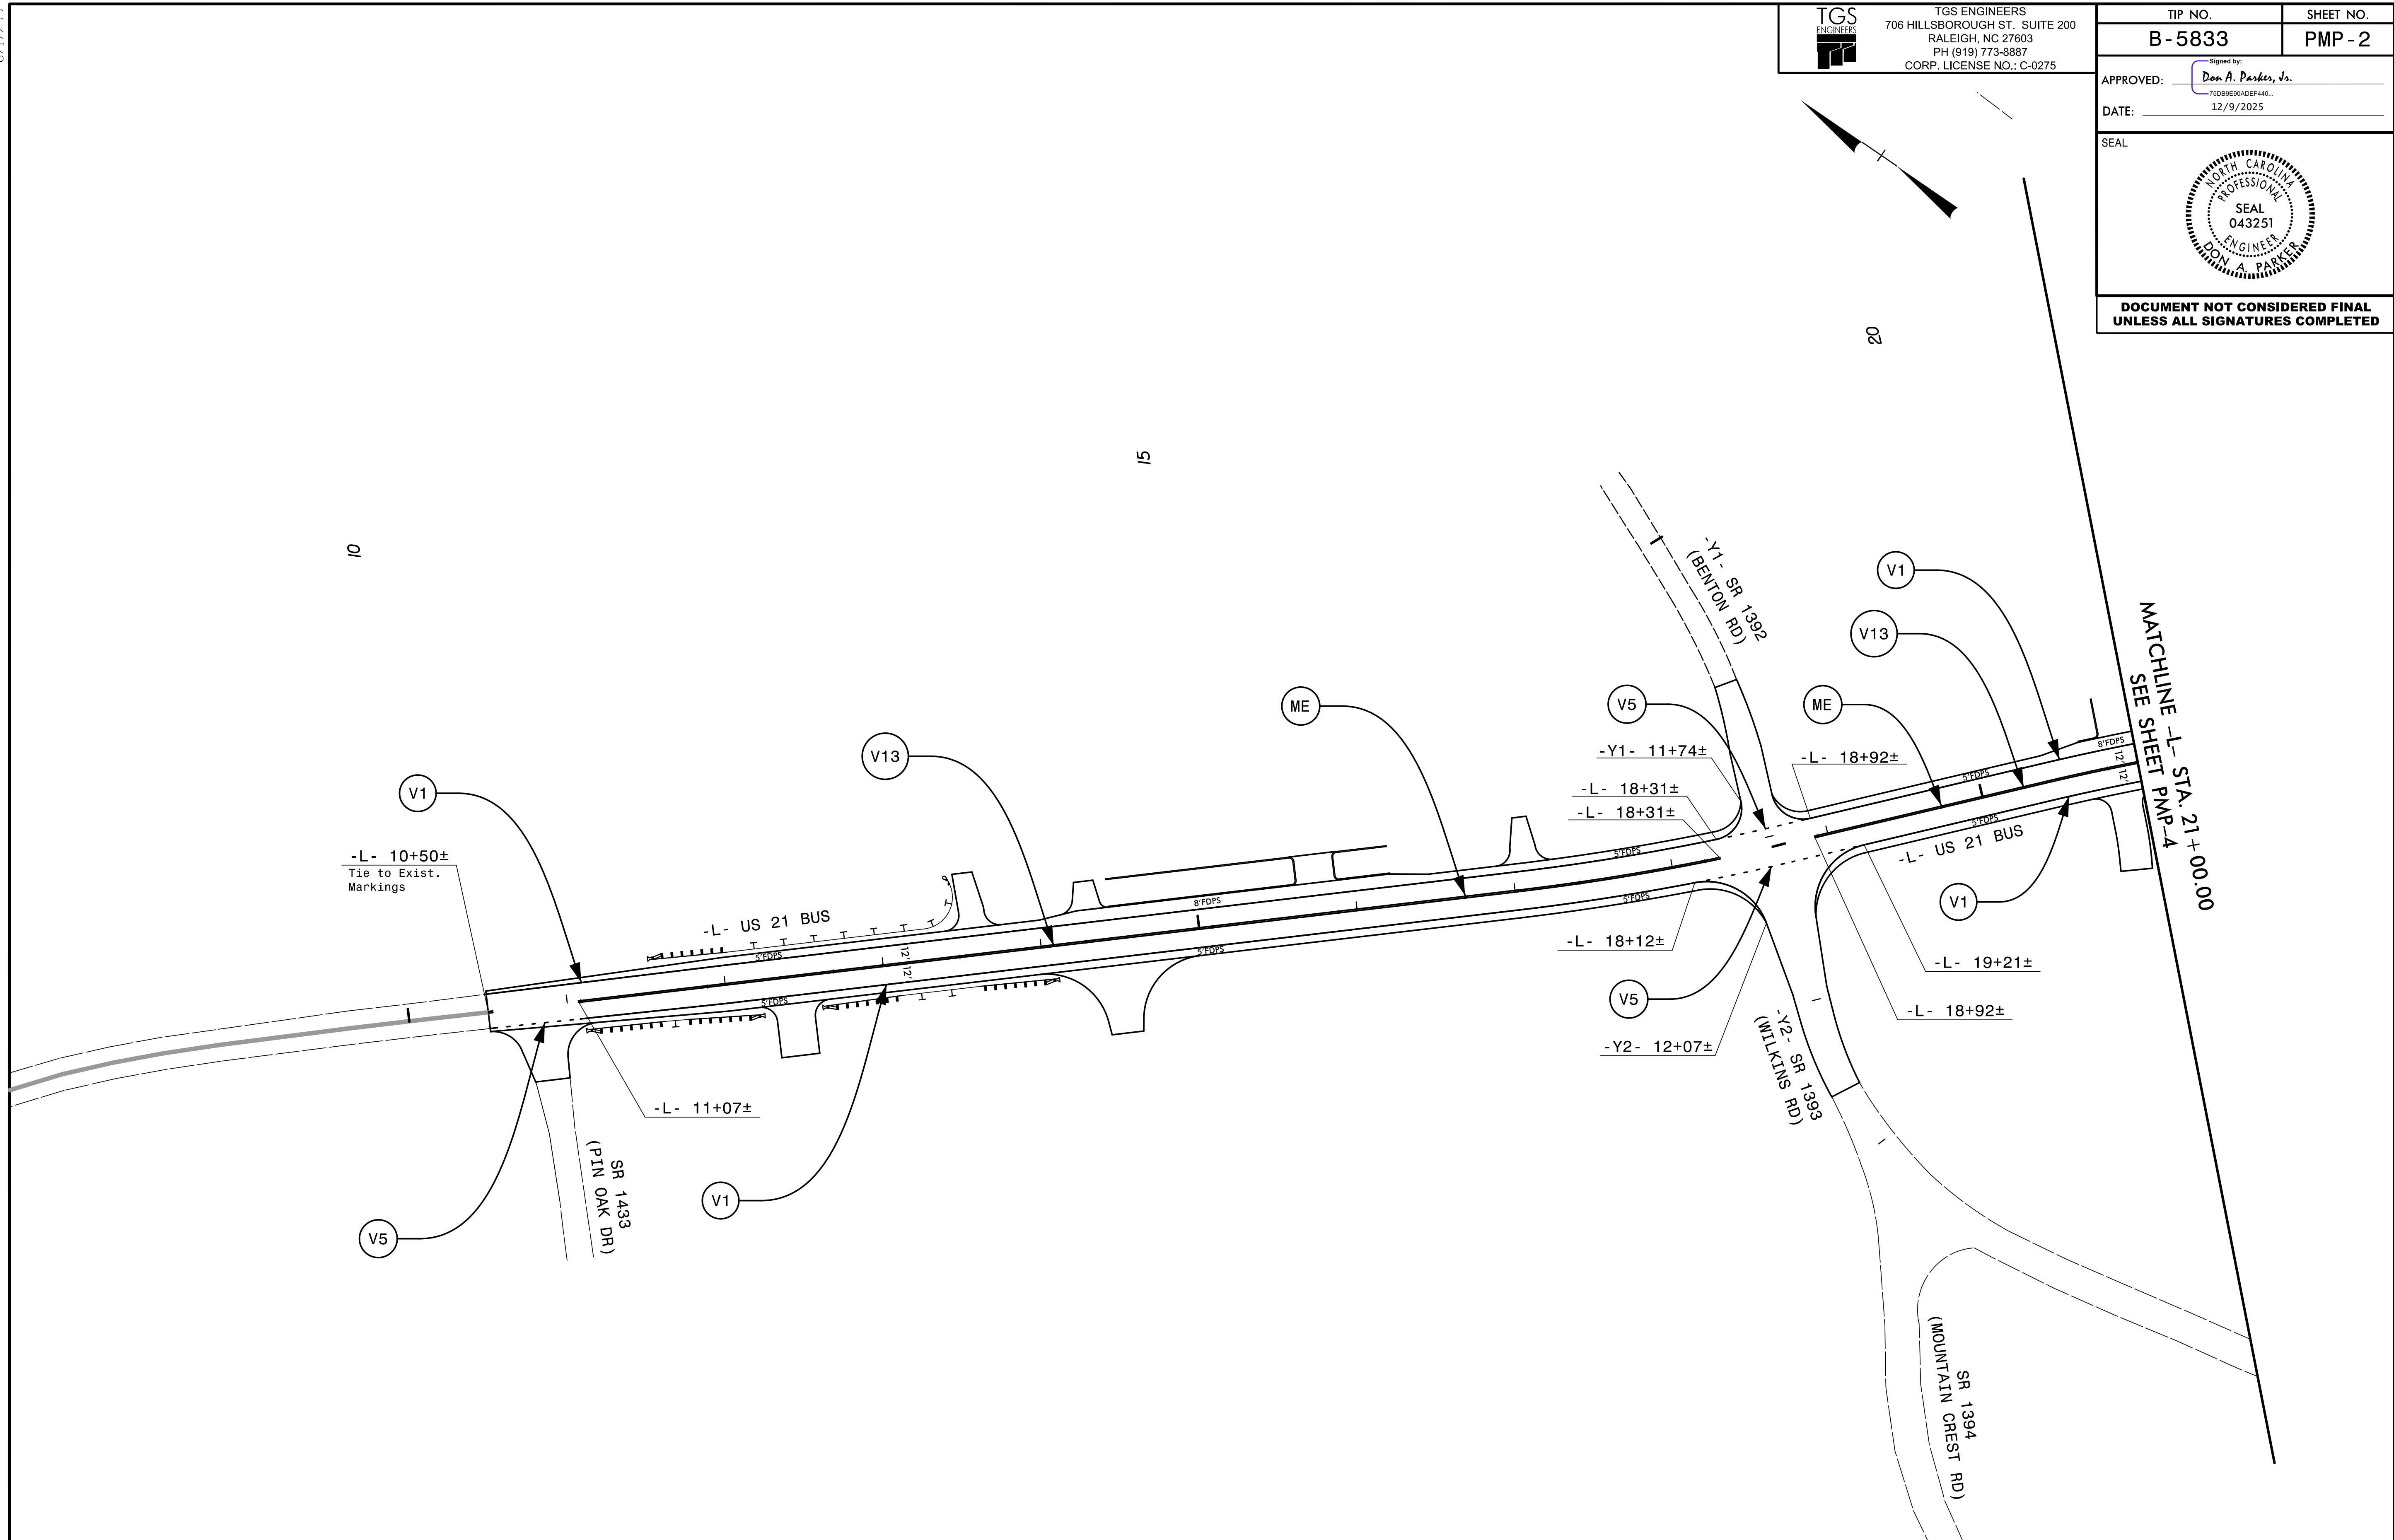 TGS
ENGINEERS
TGS ENGINEERS
706 HILLSBOROUGH ST. SUITE 200
RALEIGH, NC 27603
PH (919) 773-8887
CORP. LICENSE NO.: C-0275
TIP NO.
SHEET NO.
B-5833
PMP-2
APPROVED:
Signed by:
Don A. Parker, Jr.
75DB9E90ADEF440...
DATE:
12/9/2025
SEAL
NORTH CAROLINA
PROFESSIONAL
SEAL
043251
ENGINEER
DON A. PARKER
DOCUMENT NOT CONSIDERED FINAL
UNLESS ALL SIGNATURES COMPLETED
10
15
20
-Y1- SR 1392
(BENTON RD)
V1
V13
ME
V5
ME
V13
V1
-Y1- 11+74±
-L- 18+31±
-L- 18+31±
-L- 18+92±
MATCHLINE -L- STA. 21+00.00
SEE SHEET PMP-4
8'FDPS
12'
12'
5'FDPS
5'FDPS
-L- US 21 BUS
-L- 10+50±
Tie to Exist.
Markings
-L- US 21 BUS
5'FDPS
12'
12'
8'FDPS
5'FDPS
5'FDPS
5'FDPS
5'FDPS
-L- 18+12±
V5
-Y2- 12+07±
-Y2- SR 1393
(WILKINS RD)
V1
-L- 19+21±
-L- 18+92±
-L- 11+07±
SR 1433
(PIN OAK DR)
V1
V5
SR 1394
(MOUNTAIN CREST RD)